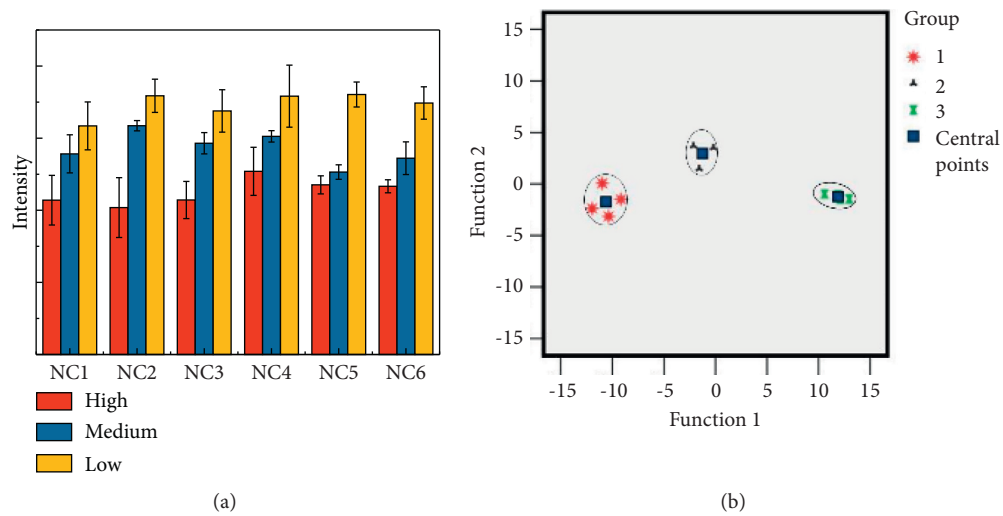 Intensity
NC1 NC2 NC3 NC4 NC5 NC6
High
Medium
Low
(a)
15
10
5
0
-5
-10
-15
Function 2
-15 -10 -5 0 5 10 15
Function 1
Group
1
2
3
Central
points
(b)